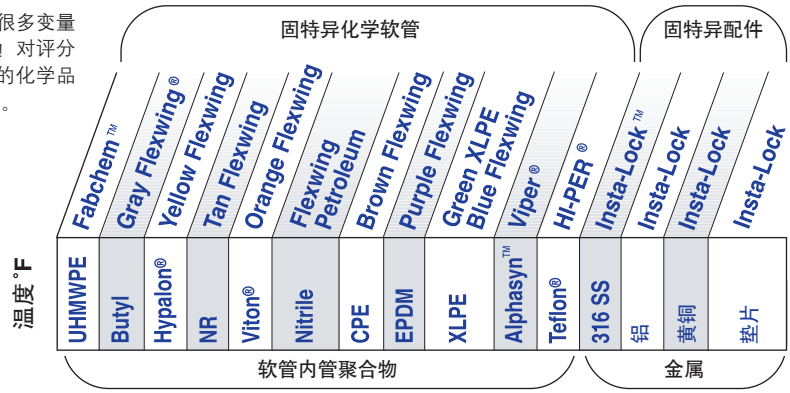 很多变量
！对评分
的化学品
。
固特异化学软管
固特异配件
Fabchem™
Gray Flexwing®
Yellow Flexwing
Tan Flexwing
Orange Flexwing
Flexwing
Petroleum
Brown Flexwing
Purple Flexwing
Green XLPE
Blue Flexwing
Viper®
HI-PER®
Insta-Lock™
Insta-Lock
Insta-Lock
Insta-Lock
温度°F
UHMWPE
Butyl
Hypalon®
NR
Viton®
Nitrile
CPE
EPDM
XLPE
Alphasyn™
Teflon®
316 SS
铝
黄铜
垫片
软管内管聚合物
金属